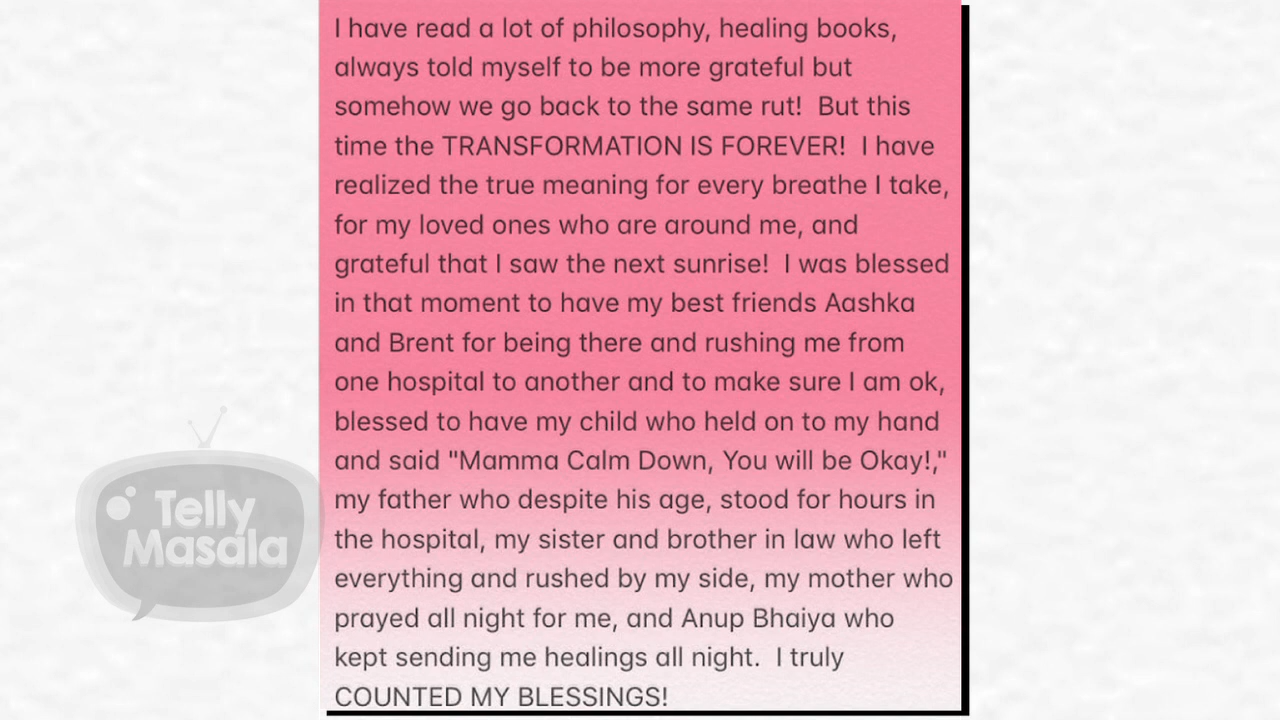 I have read a lot of philosophy, healing books,
always told myself to be more grateful but
somehow we go back to the same rut!  But this
time the TRANSFORMATION IS FOREVER!  I have
realized the true meaning for every breathe I take,
for my loved ones who are around me, and
grateful that I saw the next sunrise!  I was blessed
in that moment to have my best friends Aashka
and Brent for being there and rushing me from
one hospital to another and to make sure I am ok,
blessed to have my child who held on to my hand
and said "Mamma Calm Down, You will be Okay!,"
my father who despite his age, stood for hours in
the hospital, my sister and brother in law who left
everything and rushed by my side, my mother who
prayed all night for me, and Anup Bhaiya who
kept sending me healings all night.  I truly
COUNTED MY BLESSINGS!
Telly
Masala